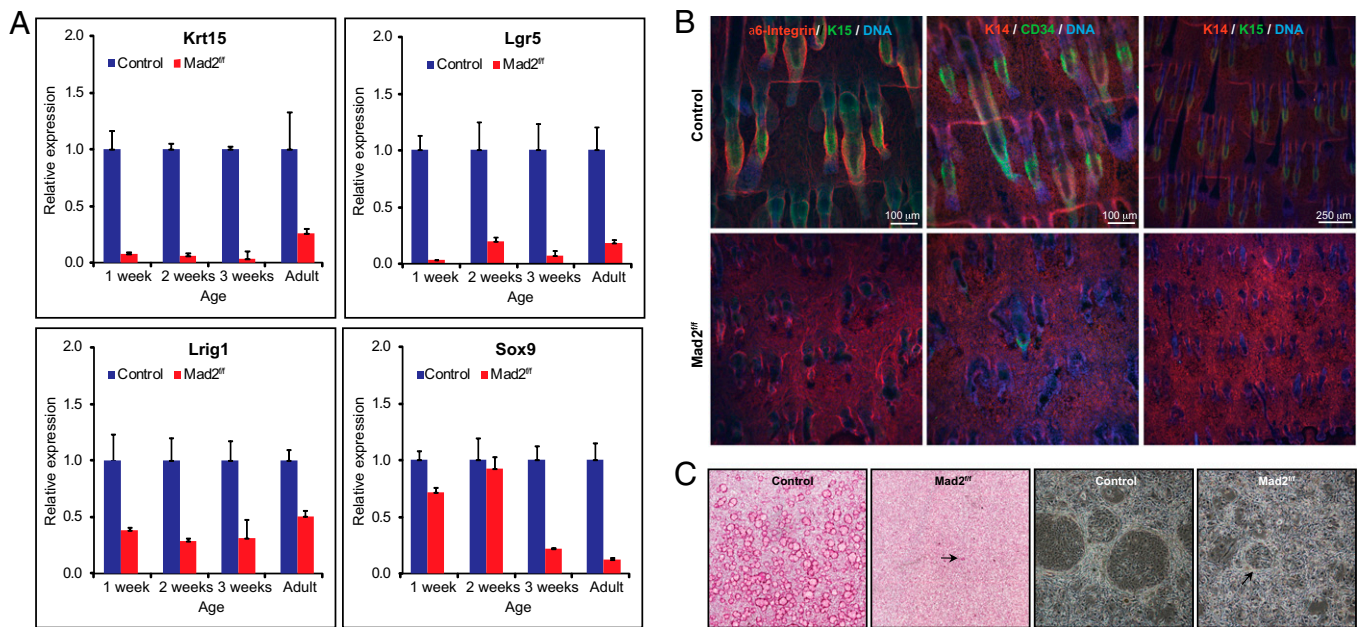 A
Krt15
Control Mad2f/f
Relative expression
2.0
1.5
1.0
0.5
0.0
1 week 2 weeks 3 weeks Adult
Age
Lgr5
Control Mad2f/f
Relative expression
2.0
1.5
1.0
0.5
0.0
1 week 2 weeks 3 weeks Adult
Age
Lrig1
Control Mad2f/f
Relative expression
2.0
1.5
1.0
0.5
0.0
1 week 2 weeks 3 weeks Adult
Age
Sox9
Control Mad2f/f
Relative expression
2.0
1.5
1.0
0.5
0.0
1 week 2 weeks 3 weeks Adult
Age
B
Control
Mad2f/f
a6-Integrin/ K15 / DNA
100 µm
K14 / CD34 / DNA
100 µm
K14 / K15 / DNA
250 µm
C
Control
Mad2f/f
Control
Mad2f/f